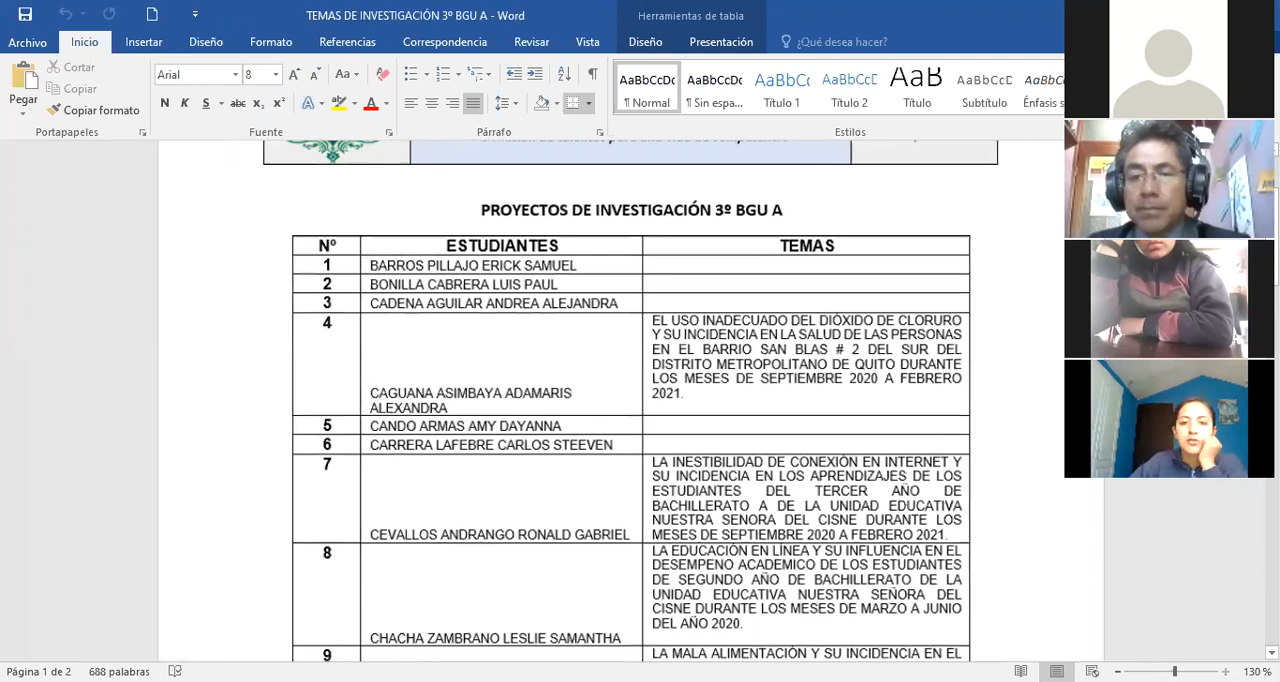 TEMAS DE INVESTIGACIÓN 3º BGU A - Word
Herramientas de tabla
Archivo Inicio Insertar Diseño Formato Referencias Correspondencia Revisar Vista Diseño Presentación ¿Qué desea hacer?
Pegar
Cortar
Copiar
Copiar formato
Portapapeles
Arial 8
Fuente
Párrafo
AaBbCcDc AaBbCcDc AaBbCc AaBbCcD AaB AaBbCcD AaBbCcD
¶ Normal ¶ Sin espa... Título 1 Título 2 Título Subtítulo Énfasis s
Estilos
PROYECTOS DE INVESTIGACIÓN 3º BGU A
Nº ESTUDIANTES TEMAS
1 BARROS PILLAJO ERICK SAMUEL
2 BONILLA CABRERA LUIS PAUL
3 CADENA AGUILAR ANDREA ALEJANDRA
4 CAGUANA ASIMBAYA ADAMARIS
ALEXANDRA
EL USO INADECUADO DEL DIÓXIDO DE CLORURO
Y SU INCIDENCIA EN LA SALUD DE LAS PERSONAS
EN EL BARRIO SAN BLAS # 2 DEL SUR DEL
DISTRITO METROPOLITANO DE QUITO DURANTE
LOS MESES DE SEPTIEMBRE 2020 A FEBRERO
2021.
5 CANDO ARMAS AMY DAYANNA
6 CARRERA LAFEBRE CARLOS STEEVEN
7 CEVALLOS ANDRANGO RONALD GABRIEL
LA INESTIBILIDAD DE CONEXIÓN EN INTERNET Y
SU INCIDENCIA EN LOS APRENDIZAJES DE LOS
ESTUDIANTES DEL TERCER AÑO DE
BACHILLERATO A DE LA UNIDAD EDUCATIVA
NUESTRA SENORA DEL CISNE DURANTE LOS
MESES DE SEPTIEMBRE 2020 A FEBRERO 2021.
8 CHACHA ZAMBRANO LESLIE SAMANTHA
LA EDUCACIÓN EN LÍNEA Y SU INFLUENCIA EN EL
DESEMPENO ACADEMICO DE LOS ESTUDIANTES
DE SEGUNDO AÑO DE BACHILLERATO DE LA
UNIDAD EDUCATIVA NUESTRA SEÑORA DEL
CISNE DURANTE LOS MESES DE MARZO A JUNIO
DEL AÑO 2020.
9 LA MALA ALIMENTACIÓN Y SU INCIDENCIA EN EL
Página 1 de 2 688 palabras 130 %